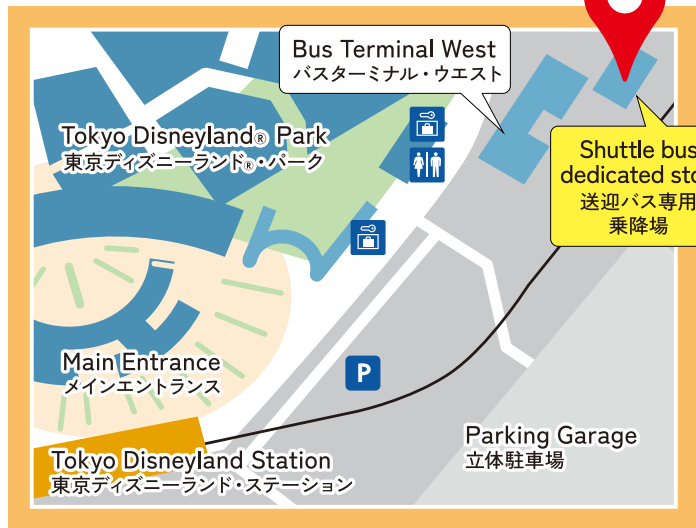 Bus Terminal West
バスターミナル・ウエスト
Tokyo Disneyland® Park
東京ディズニーランド®・パーク
Shuttle bus
dedicated
送迎バス専用
乗降場
Main Entrance
メインエントランス
P
Parking Garage
立体駐車場
Tokyo Disneyland Station
東京ディズニーランド・ステーション